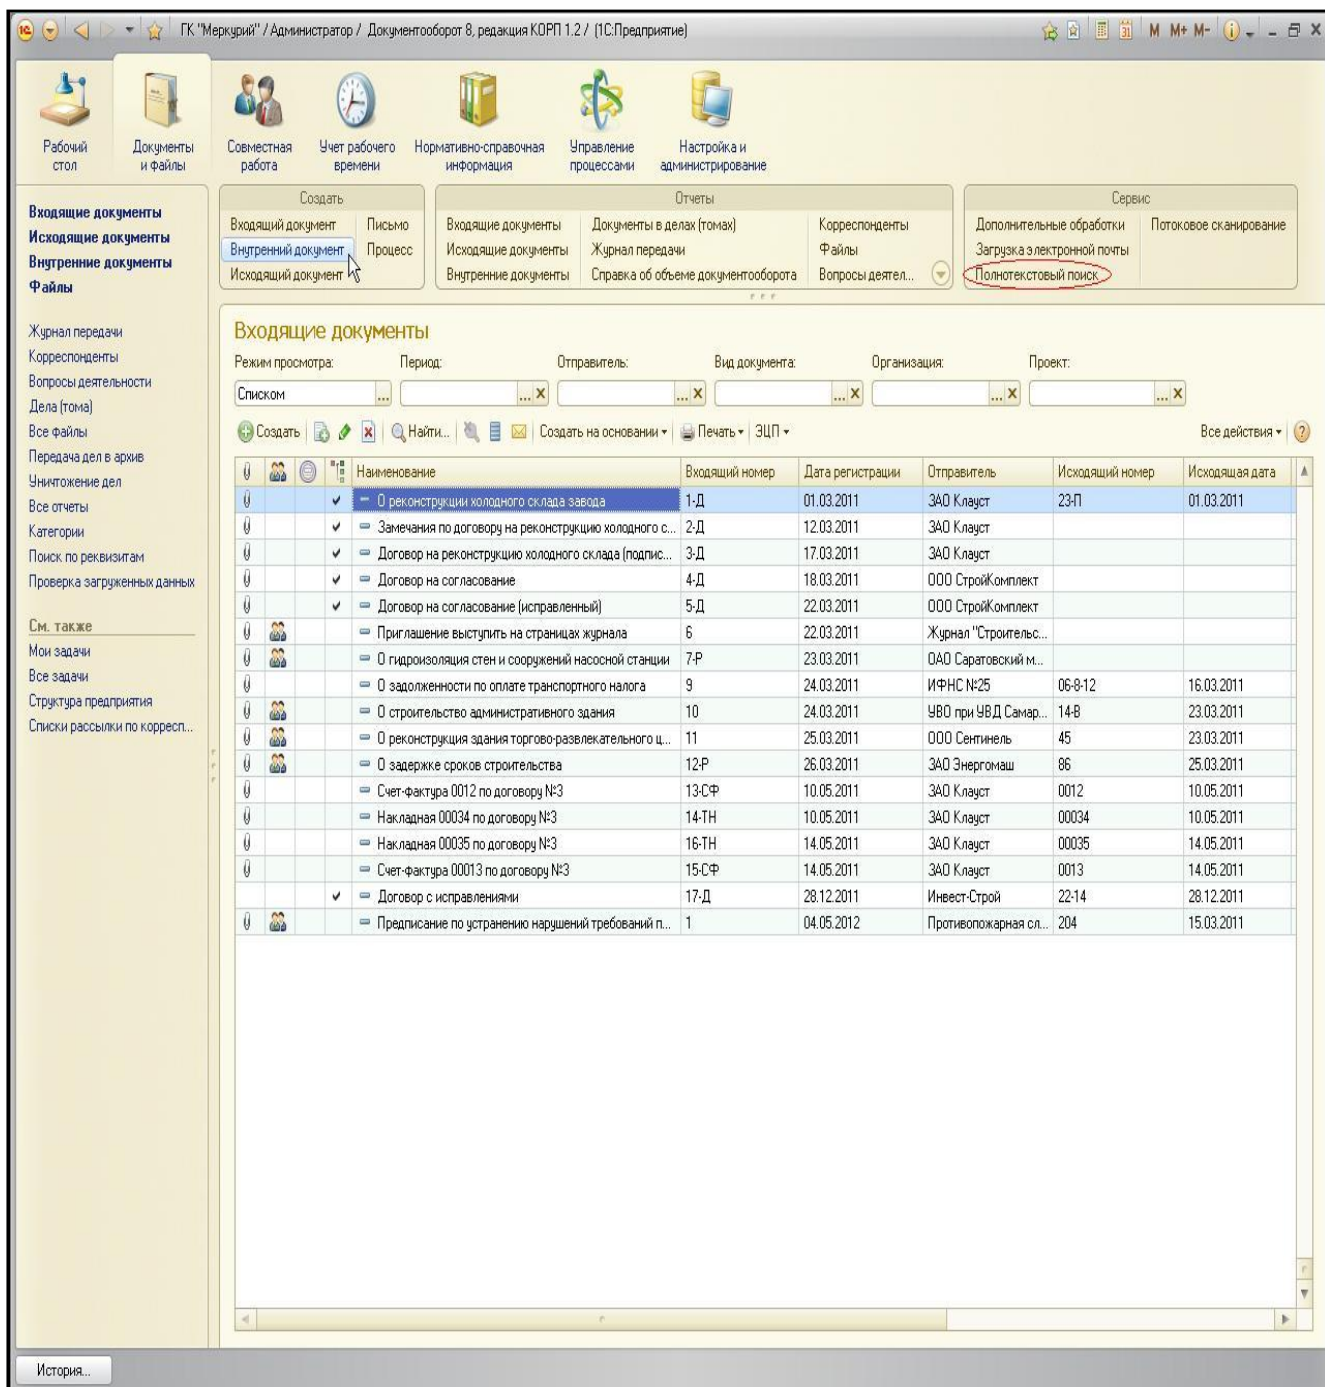 ГК "Меркурий" / Администратор / Документооборот 8, редакция КОРП 1.2 / (1С:Предприятие)
M M+ M-
Рабочий стол
Документы и файлы
Совместная работа
Учет рабочего времени
Нормативно-справочная информация
Управление процессами
Настройка и администрирование
Входящие документы
Исходящие документы
Внутренние документы
Файлы
Журнал передачи
Корреспонденты
Вопросы деятельности
Дела (тома)
Все файлы
Передача дел в архив
Уничтожение дел
Все отчеты
Категории
Поиск по реквизитам
Проверка загруженных данных
См. также
Мои задачи
Все задачи
Структура предприятия
Списки рассылки по корресп...
Создать
Входящий документ Письмо
Внутренний документ Процесс
Исходящий документ
Отчеты
Входящие документы Документы в делах (томах) Корреспонденты
Исходящие документы Журнал передачи Файлы
Внутренние документы Справка об объеме документооборота Вопросы деятел...
Сервис
Дополнительные обработки Потоковое сканирование
Загрузка электронной почты
Полнотекстовый поиск
Входящие документы
Режим просмотра: Период: Отправитель: Вид документа: Организация: Проект:
Списком
Создать Найти... Создать на основании Печать ЭЦП Все действия
Наименование Входящий номер Дата регистрации Отправитель Исходящий номер Исходящая дата
О реконструкции холодного склада завода 1-Д 01.03.2011 ЗАО Клауст 23-П 01.03.2011
Замечания по договору на реконструкцию холодного с... 2-Д 12.03.2011 ЗАО Клауст
Договор на реконструкцию холодного склада (подпис... 3-Д 17.03.2011 ЗАО Клауст
Договор на согласование 4-Д 18.03.2011 ООО СтройКомплект
Договор на согласование (исправленный) 5-Д 22.03.2011 ООО СтройКомплект
Приглашение выступить на страницах журнала 6 22.03.2011 Журнал "Строительс...
О гидроизоляция стен и сооружений насосной станции 7-Р 23.03.2011 ОАО Саратовский м...
О задолженности по оплате транспортного налога 9 24.03.2011 ИФНС №25 06-8-12 16.03.2011
О строительство административного здания 10 24.03.2011 УВО при УВД Самар... 14-В 23.03.2011
О реконструкция здания торгово-развлекательного ц... 11 25.03.2011 ООО Сентинель 45 23.03.2011
О задержке сроков строительства 12-Р 26.03.2011 ЗАО Энергомаш 86 25.03.2011
Счет-фактура 0012 по договору №3 13-СФ 10.05.2011 ЗАО Клауст 0012 10.05.2011
Накладная 00034 по договору №3 14-ТН 10.05.2011 ЗАО Клауст 00034 10.05.2011
Накладная 00035 по договору №3 16-ТН 14.05.2011 ЗАО Клауст 00035 14.05.2011
Счет-фактура 00013 по договору №3 15-СФ 14.05.2011 ЗАО Клауст 0013 14.05.2011
Договор с исправлениями 17-Д 28.12.2011 Инвест-Строй 22-14 28.12.2011
Предписание по устранению нарушений требований п... 1 04.05.2012 Противопожарная сл... 204 15.03.2011
История...